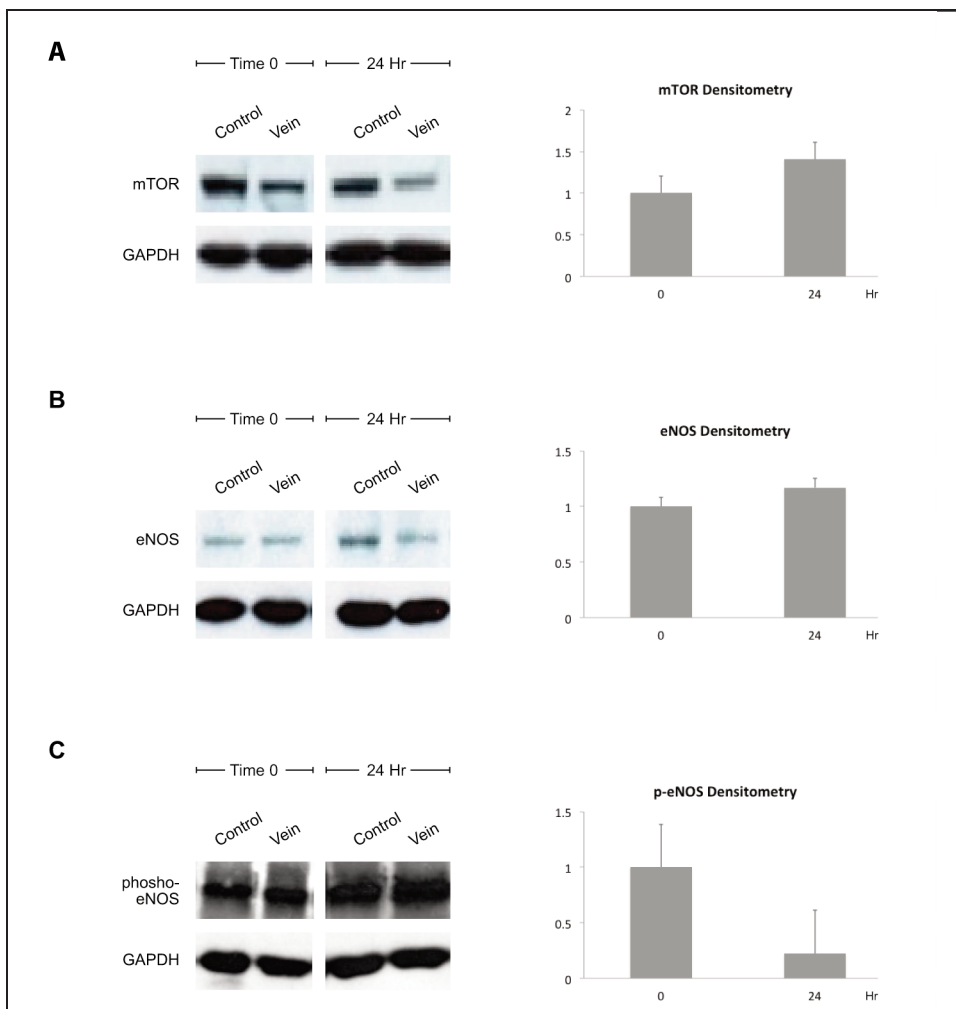 A
Time 0 24 Hr
Control Vein Control Vein
mTOR
GAPDH
mTOR Densitometry
2
1.5
1
0.5
0
0 24 Hr
B
Time 0 24 Hr
Control Vein Control Vein
eNOS
GAPDH
eNOS Densitometry
1.5
1
0.5
0
0 24 Hr
C
Time 0 24 Hr
Control Vein Control Vein
phosho-
eNOS
GAPDH
p-eNOS Densitometry
1.5
1
0.5
0
0 24 Hr